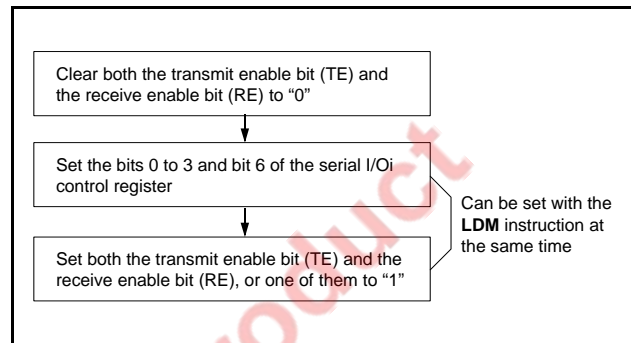 Clear both the transmit enable bit (TE) and
the receive enable bit (RE) to “0”
Set the bits 0 to 3 and bit 6 of the serial I/Oi
control register
Can be set with the
LDM instruction at
the same time
Set both the transmit enable bit (TE) and the
receive enable bit (RE), or one of them to “1”
roduct